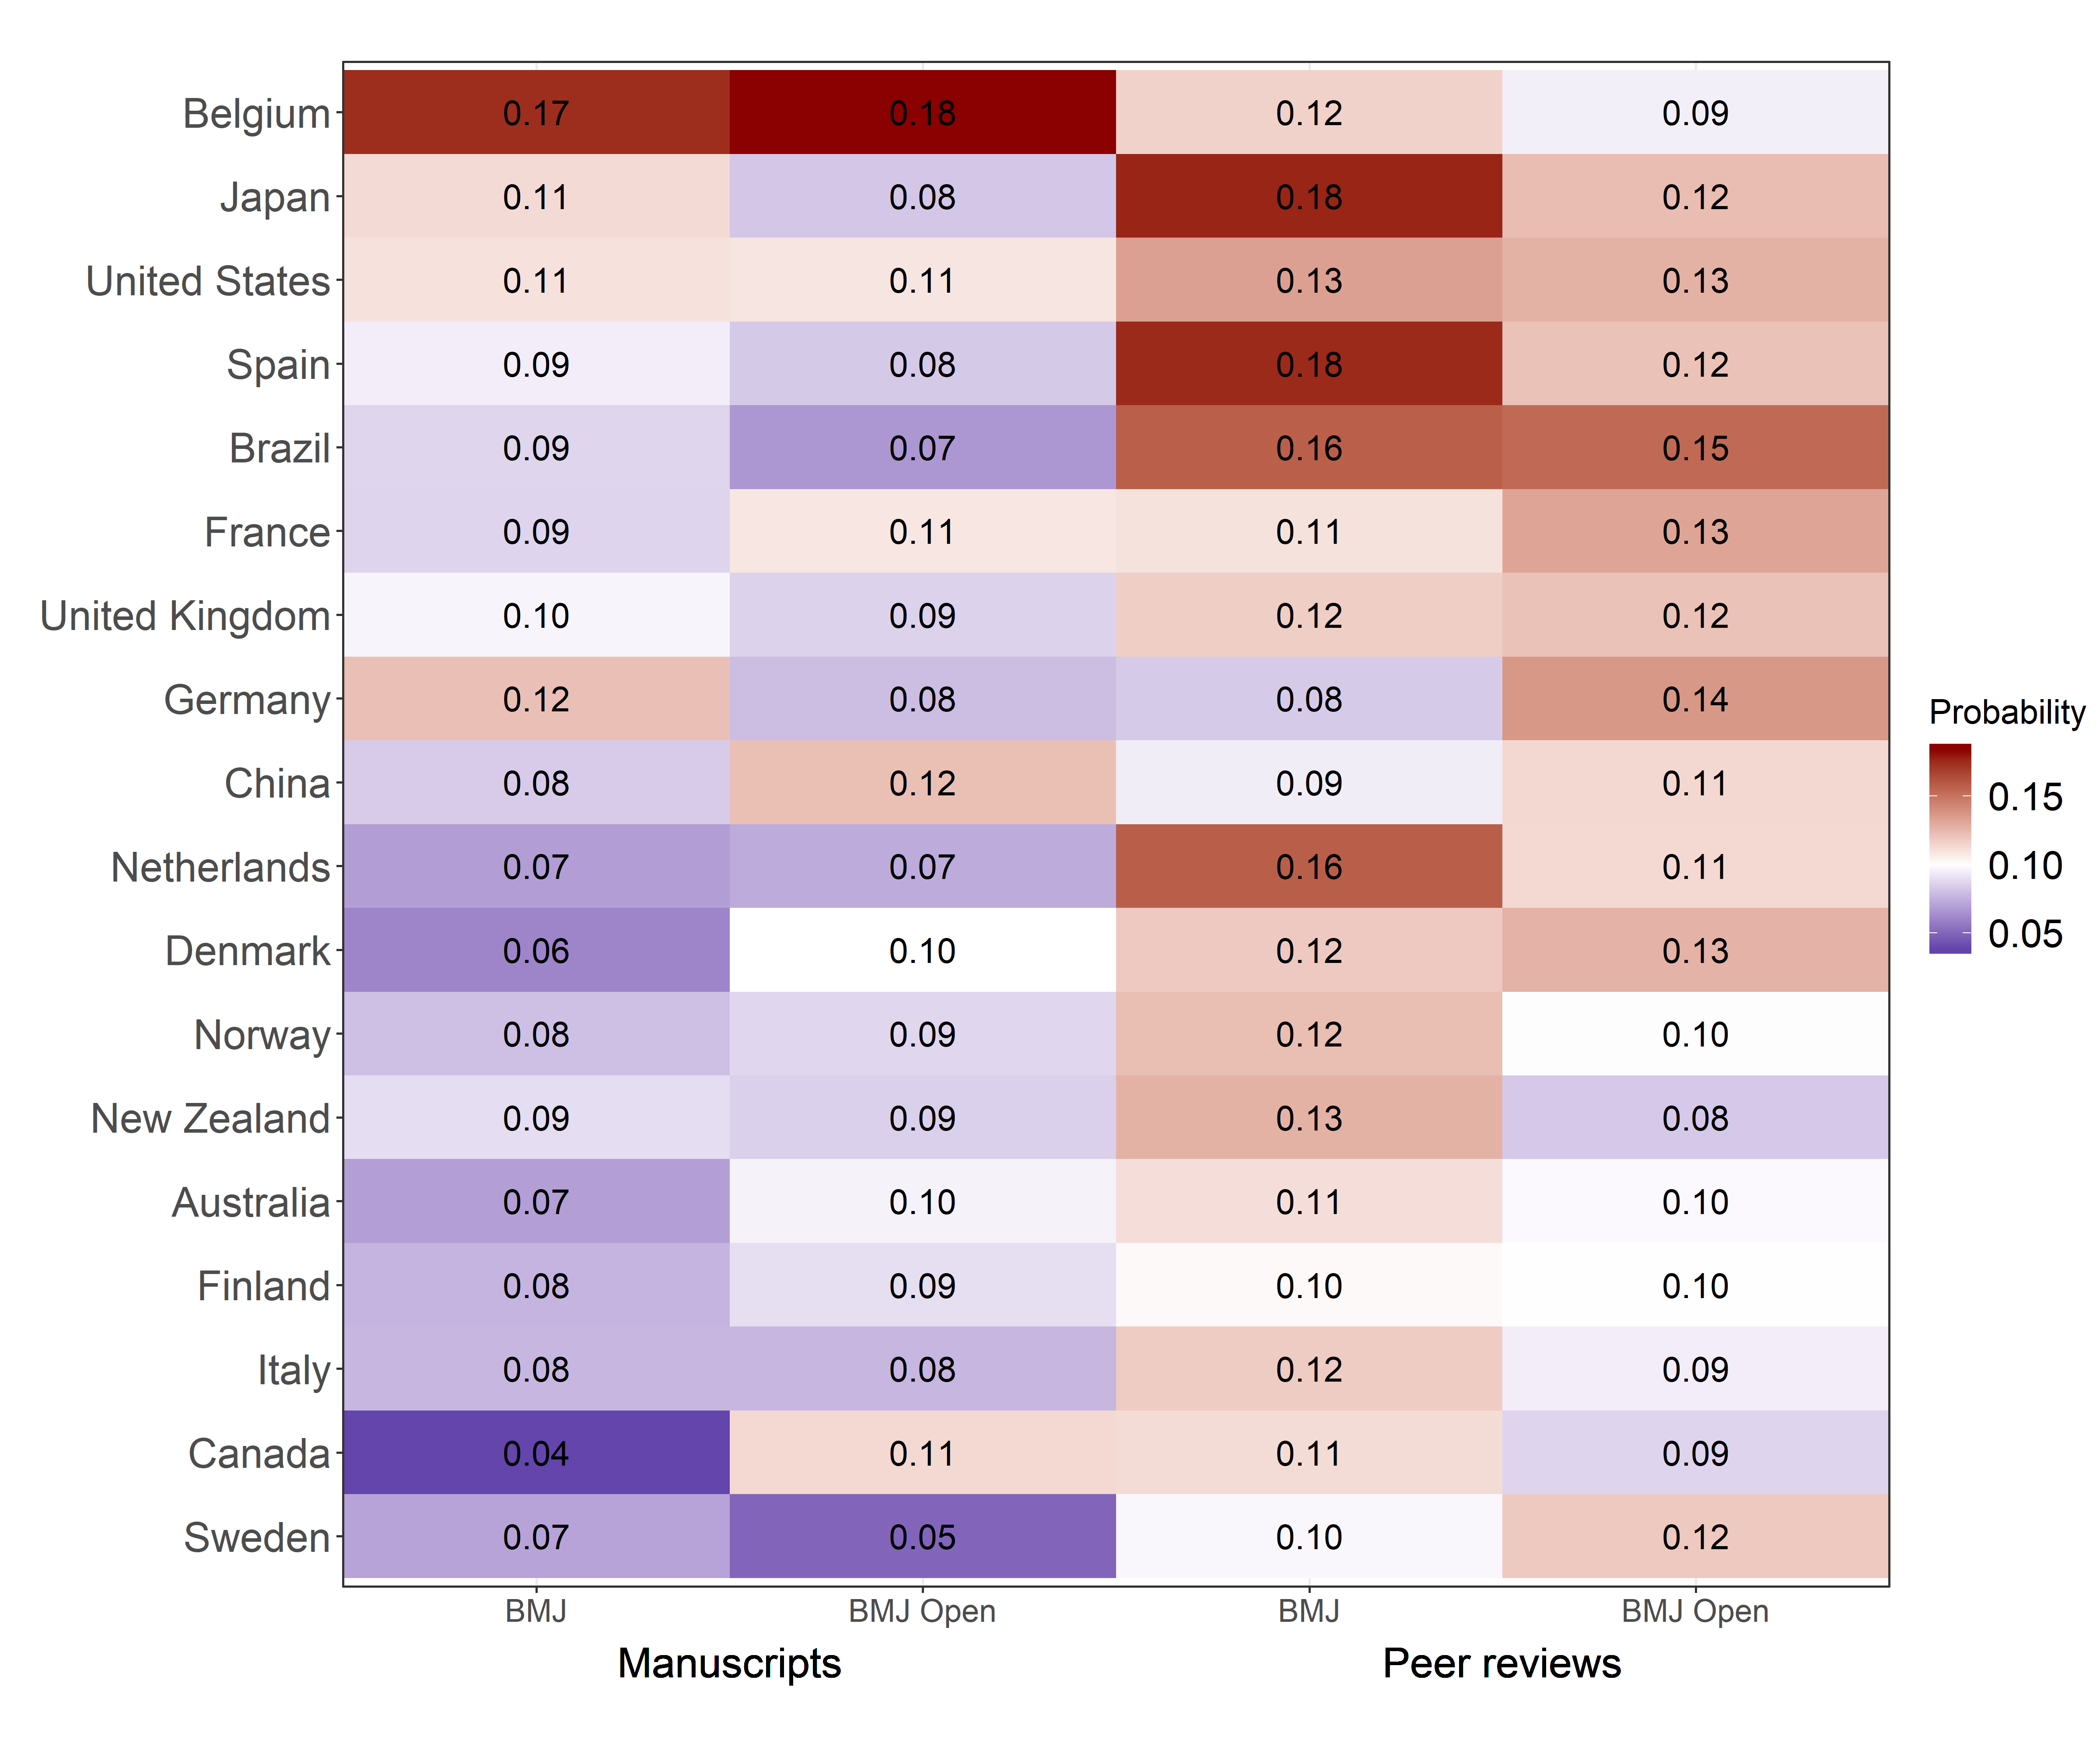 Belgium 0.17 0.18 0.12 0.09
Japan 0.11 0.08 0.18 0.12
United States 0.11 0.11 0.13 0.13
Spain 0.09 0.08 0.18 0.12
Brazil 0.09 0.07 0.16 0.15
France 0.09 0.11 0.11 0.13
United Kingdom 0.10 0.09 0.12 0.12
Germany 0.12 0.08 0.08 0.14
China 0.08 0.12 0.09 0.11
Netherlands 0.07 0.07 0.16 0.11
Denmark 0.06 0.10 0.12 0.13
Norway 0.08 0.09 0.12 0.10
New Zealand 0.09 0.09 0.13 0.08
Australia 0.07 0.10 0.11 0.10
Finland 0.08 0.09 0.10 0.10
Italy 0.08 0.08 0.12 0.09
Canada 0.04 0.11 0.11 0.09
Sweden 0.07 0.05 0.10 0.12
BMJ BMJ Open BMJ BMJ Open
Manuscripts Peer reviews
Probability
0.15
0.10
0.05